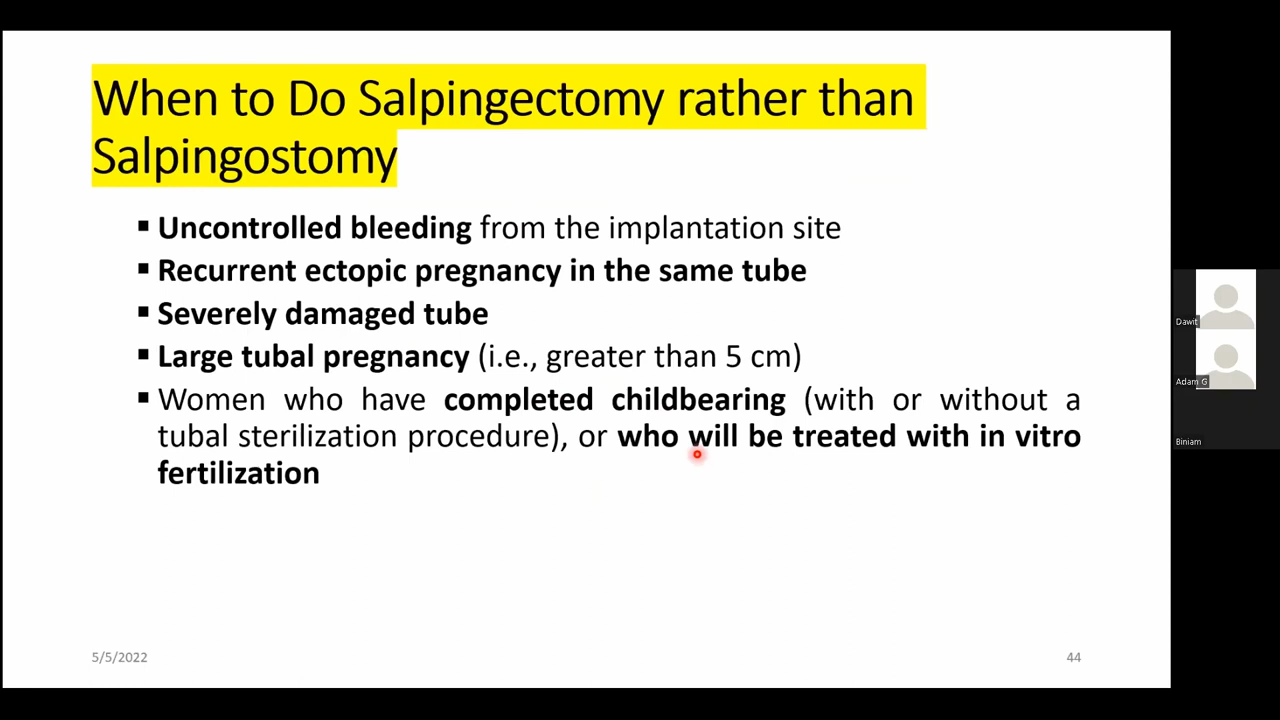 When to Do Salpingectomy rather than
Salpingostomy
▪ Uncontrolled bleeding from the implantation site
▪ Recurrent ectopic pregnancy in the same tube
▪ Severely damaged tube
▪ Large tubal pregnancy (i.e., greater than 5 cm)
▪ Women who have completed childbearing (with or without a
tubal sterilization procedure), or who will be treated with in vitro
fertilization
5/5/2022
44
Dawit
Adam G
Biniam